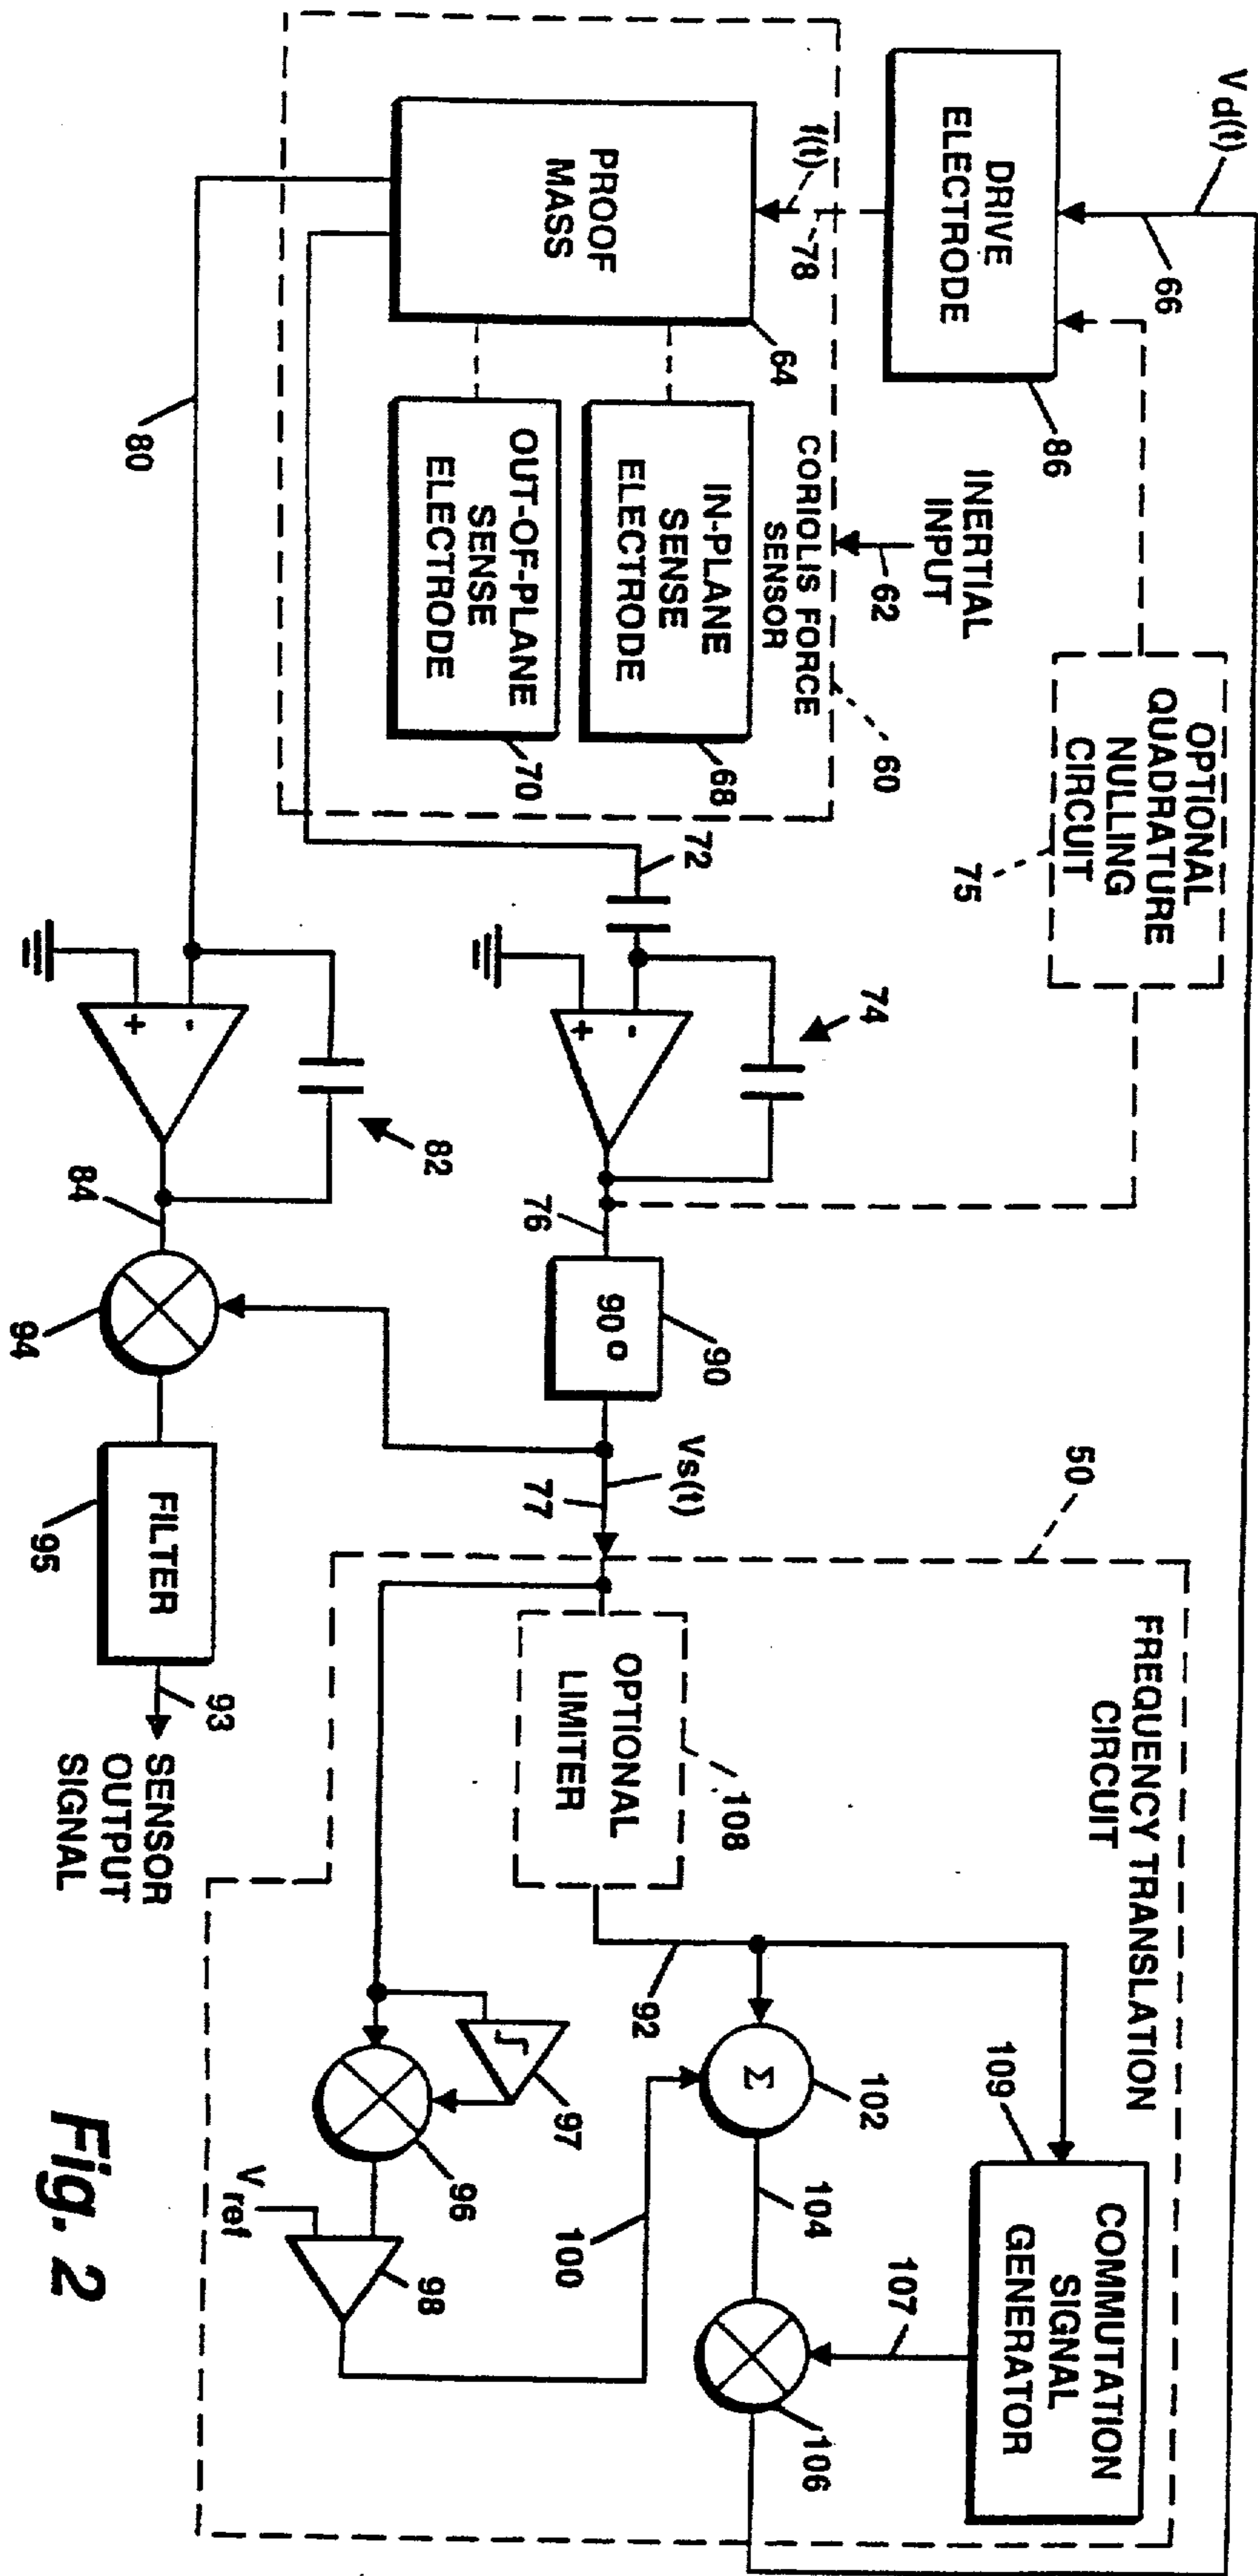 Vd(t)
66
DRIVE
ELECTRODE
86
OPTIONAL
QUADRATURE
NULLING
CIRCUIT
75
f(t)
78
INERTIAL
INPUT
62
CORIOLIS FORCE
SENSOR
60
PROOF
MASS
64
IN-PLANE
SENSE
ELECTRODE
68
OUT-OF-PLANE
SENSE
ELECTRODE
70
80
72
-
+
74
76
90°
90
Vs(t)
77
-
+
82
84
94
FILTER
95
93
SENSOR
OUTPUT
SIGNAL
50
FREQUENCY TRANSLATION
CIRCUIT
OPTIONAL
LIMITER
108
92
Σ
102
104
106
107
109
COMMUTATION
SIGNAL
GENERATOR
97
96
98
Vref
100
Fig. 2